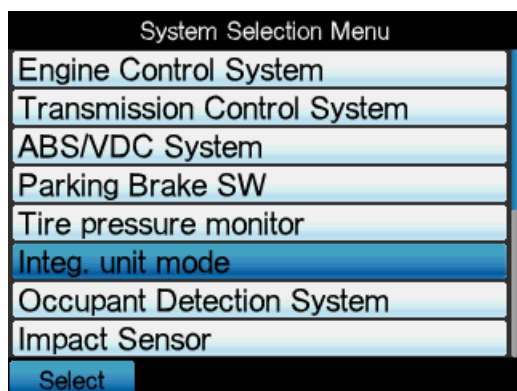 System Selection Menu
Engine Control System
Transmission Control System
ABS/VDC System
Parking Brake SW
Tire pressure monitor
Integ. unit mode
Occupant Detection System
Impact Sensor
Select